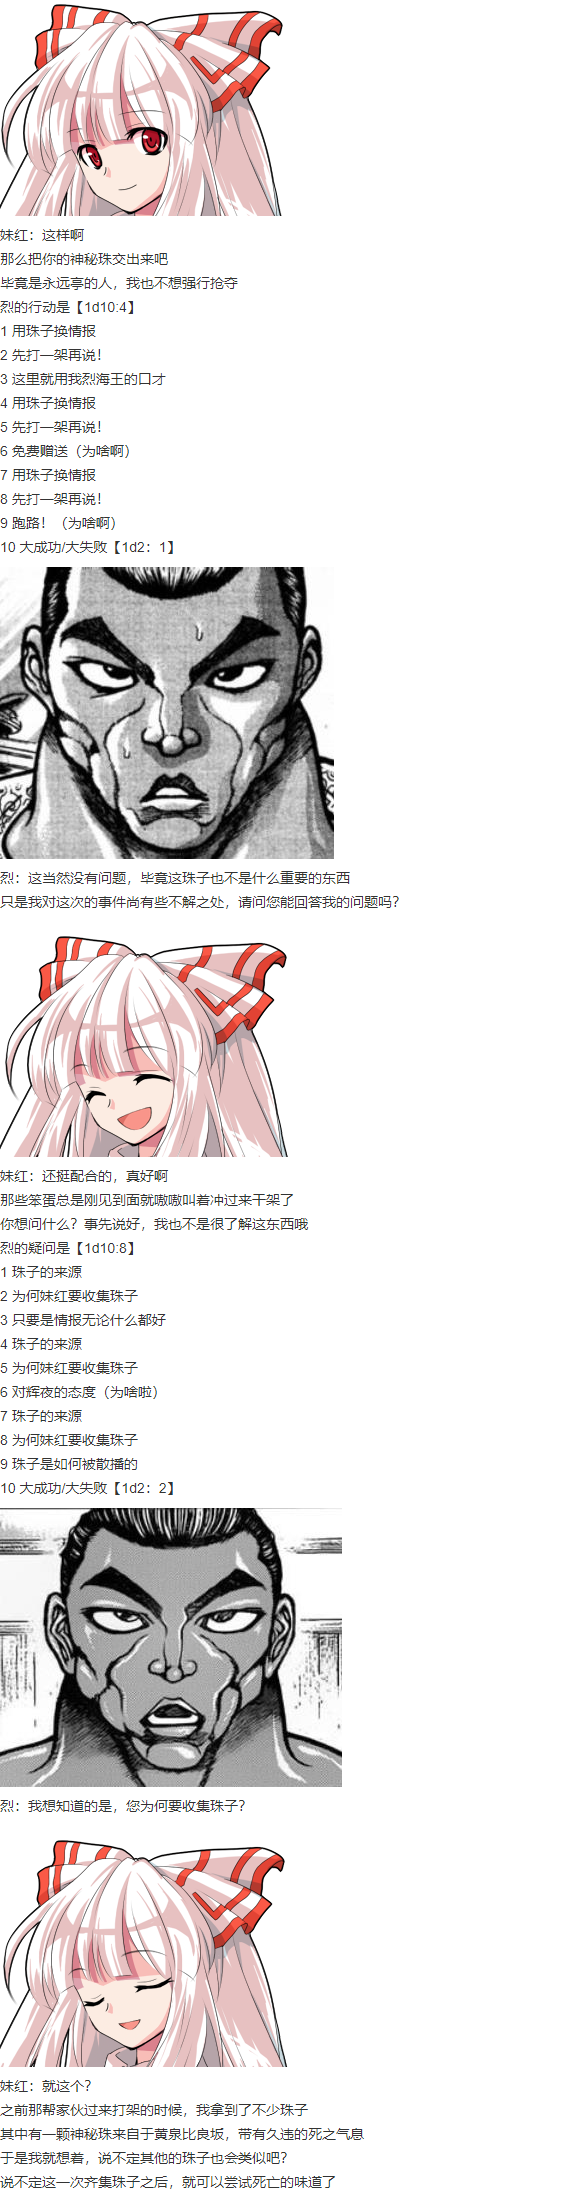 妹红：这样啊
那么把你的神秘珠交出来吧
毕竟是永远亭的人，我也不想强行抢夺
烈的行动是【1d10:4】
1 用珠子换情报
2 先打一架再说！
3 这里就用我烈海王的口才
4 用珠子换情报
5 先打一架再说！
6 免费赠送（为啥啊）
7 用珠子换情报
8 先打一架再说！
9 跑路！（为啥啊）
10 大成功/大失败【1d2：1】
烈：这当然没有问题，毕竟这珠子也不是什么重要的东西
只是我对这次的事件尚有些不解之处，请问您能回答我的问题吗？
妹红：还挺配合的，真好啊
那些笨蛋总是刚见到面就嗷嗷叫着冲过来干架了
你想问什么？事先说好，我也不是很了解这东西哦
烈的疑问是【1d10:8】
1 珠子的来源
2 为何妹红要收集珠子
3 只要是情报无论什么都好
4 珠子的来源
5 为何妹红要收集珠子
6 对辉夜的态度（为啥啦）
7 珠子的来源
8 为何妹红要收集珠子
9 珠子是如何被散播的
10 大成功/大失败【1d2：2】
烈：我想知道的是，您为何要收集珠子？
妹红：就这个？
之前那帮家伙过来打架的时候，我拿到了不少珠子
其中有一颗神秘珠来自于黄泉比良坂，带有久违的死之气息
于是我就想着，说不定其他的珠子也会类似吧？
说不定这一次齐集珠子之后，就可以尝试死亡的味道了